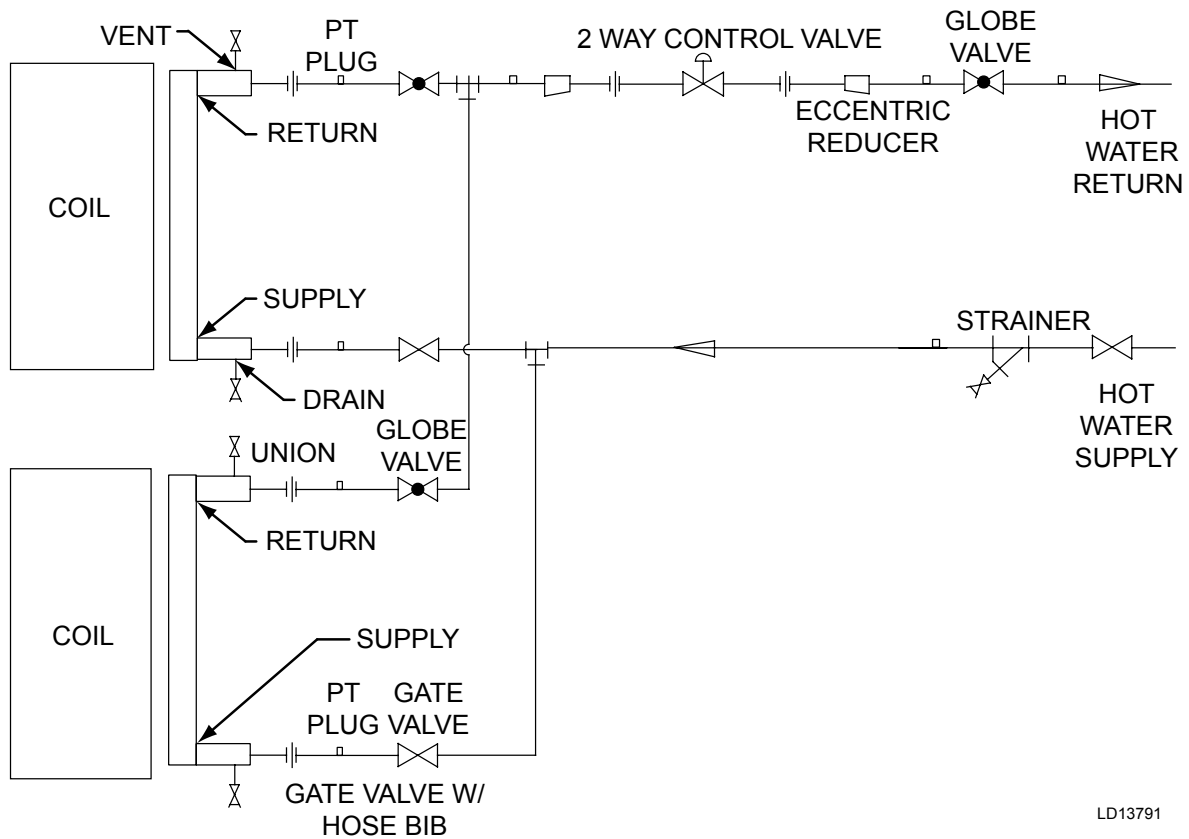 VENT
PT
PLUG
2 WAY CONTROL VALVE
GLOBE
VALVE
RETURN
ECCENTRIC
REDUCER
HOT
WATER
RETURN
COIL
SUPPLY
STRAINER
DRAIN
HOT
WATER
SUPPLY
GLOBE
VALVE
UNION
RETURN
COIL
SUPPLY
PT
PLUG
GATE
VALVE
GATE VALVE W/
HOSE BIB
LD13791